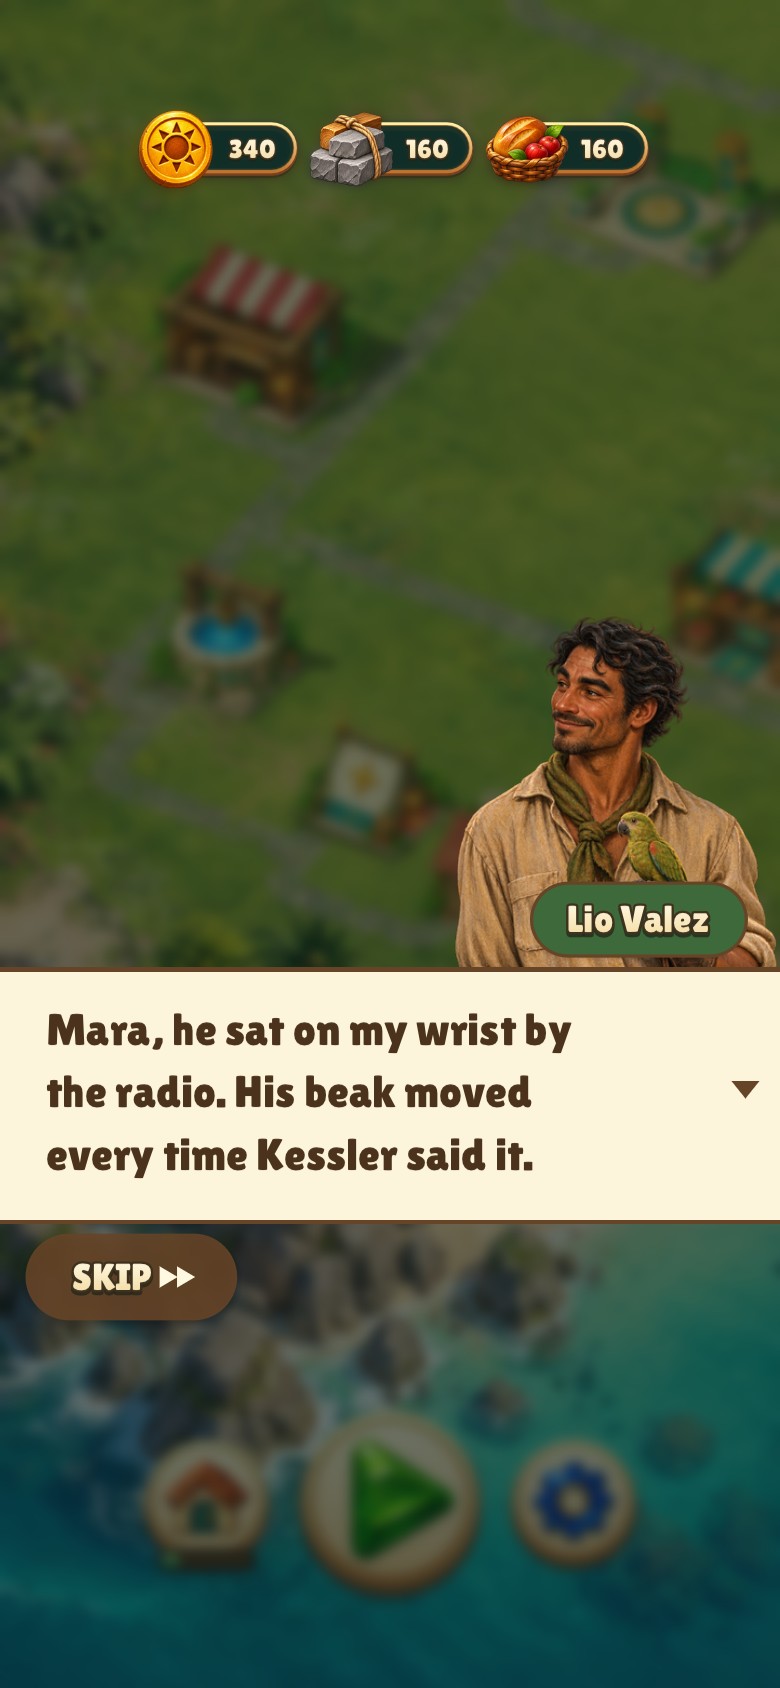 340
160
160
Lio Valez
Mara, he sat on my wrist by
the radio. His beak moved
every time Kessler said it.
SKIP